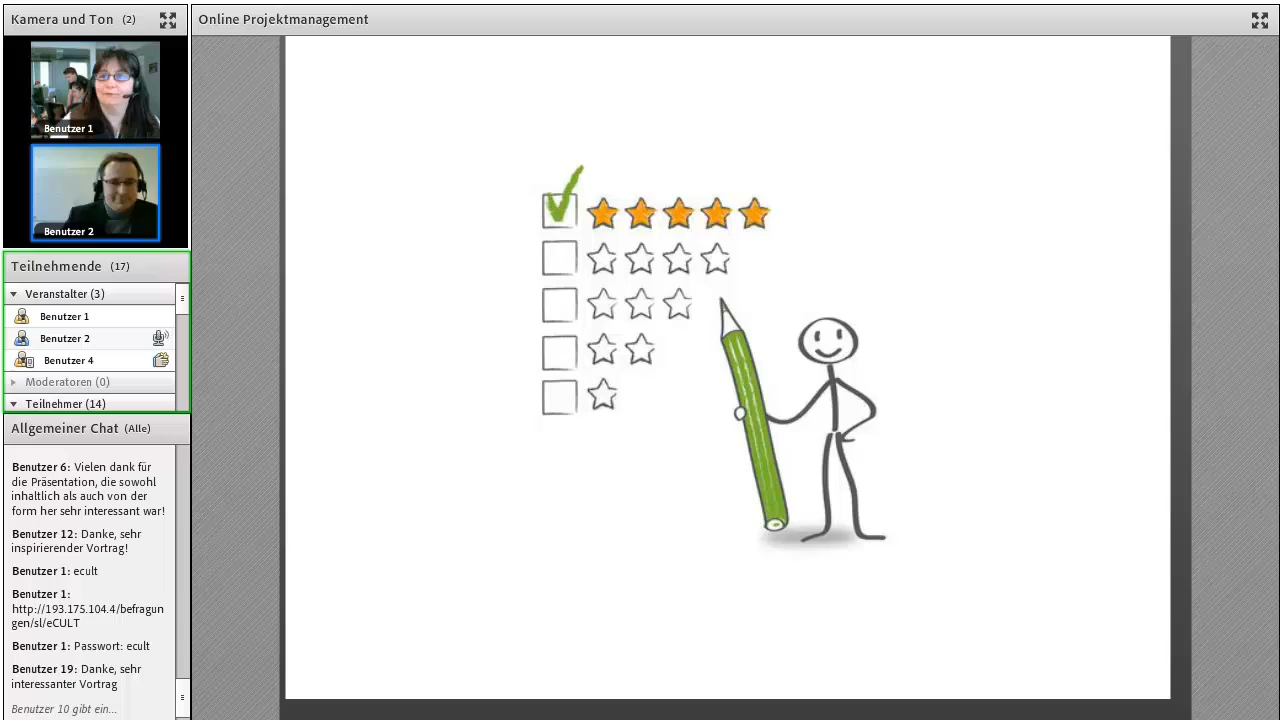 Kamera und Ton (2)
Online Projektmanagement
Benutzer 1
Benutzer 2
Teilnehmende (17)
Veranstalter (3)
Benutzer 1
Benutzer 2
Benutzer 4
Moderatoren (0)
Teilnehmer (14)
Allgemeiner Chat (Alle)
Benutzer 6: Vielen dank für
die Präsentation, die sowohl
inhaltlich als auch von der
form her sehr interessant war!
Benutzer 12: Danke, sehr
inspirierender Vortrag!
Benutzer 1: ecult
Benutzer 1:
http://193.175.104.4/befragun
gen/sl/eCULT
Benutzer 1: Passwort: ecult
Benutzer 19: Danke, sehr
interessanter Vortrag
Benutzer 10 gibt ein...